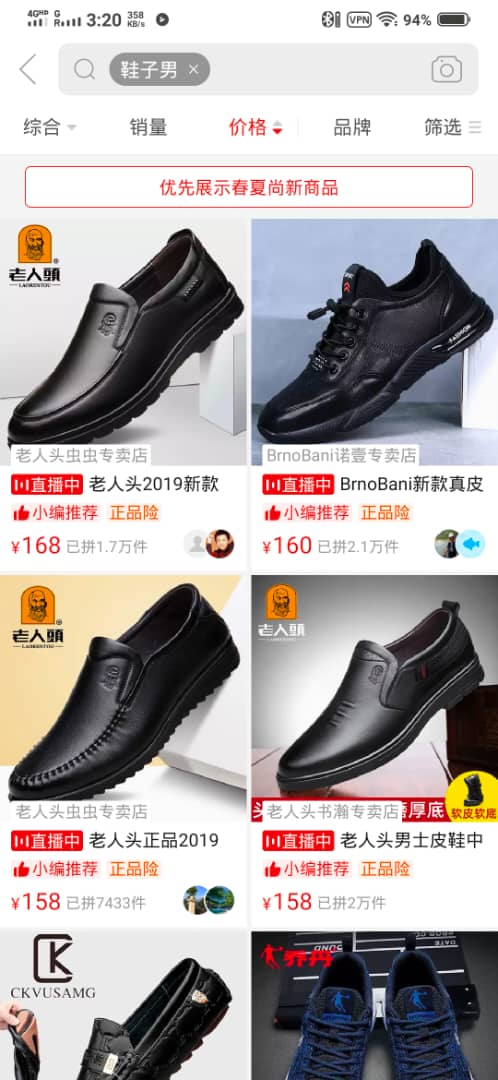 4GHD G R 3:20 358 KB/s VPN 94%
鞋子男 ×
综合 销量 价格 品牌 筛选
优先展示春夏尚新商品
老人頭®
LAORENTOU
FASHION
老人头虫虫专卖店
BrnoBani诺壹专卖店
直播中 老人头2019新款
直播中 BrnoBani新款真皮
小编推荐 正品险
小编推荐 正品险
¥168 已拼1.7万件
¥160 已拼2.1万件
老人頭®
LAORENTOU
老人頭
LAORENTOU
老人头虫虫专卖店
老人头书瀚专卖店
厚底
软皮软底
直播中 老人头正品2019
直播中 老人头男士皮鞋中
小编推荐 正品险
小编推荐 正品险
¥158 已拼7433件
¥158 已拼2万件
CK
CKVUSAMG
乔丹